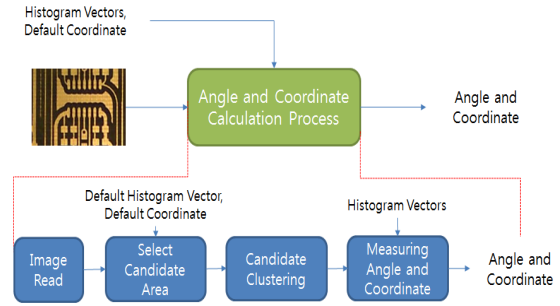 Histogram Vectors,
Default Coordinate
Angle and Coordinate
Calculation Process
Angle and
Coordinate
Default Histogram Vector,
Default Coordinate
Histogram Vectors
Image
Read
Select
Candidate
Area
Candidate
Clustering
Measuring
Angle and
Coordinate
Angle and
Coordinate